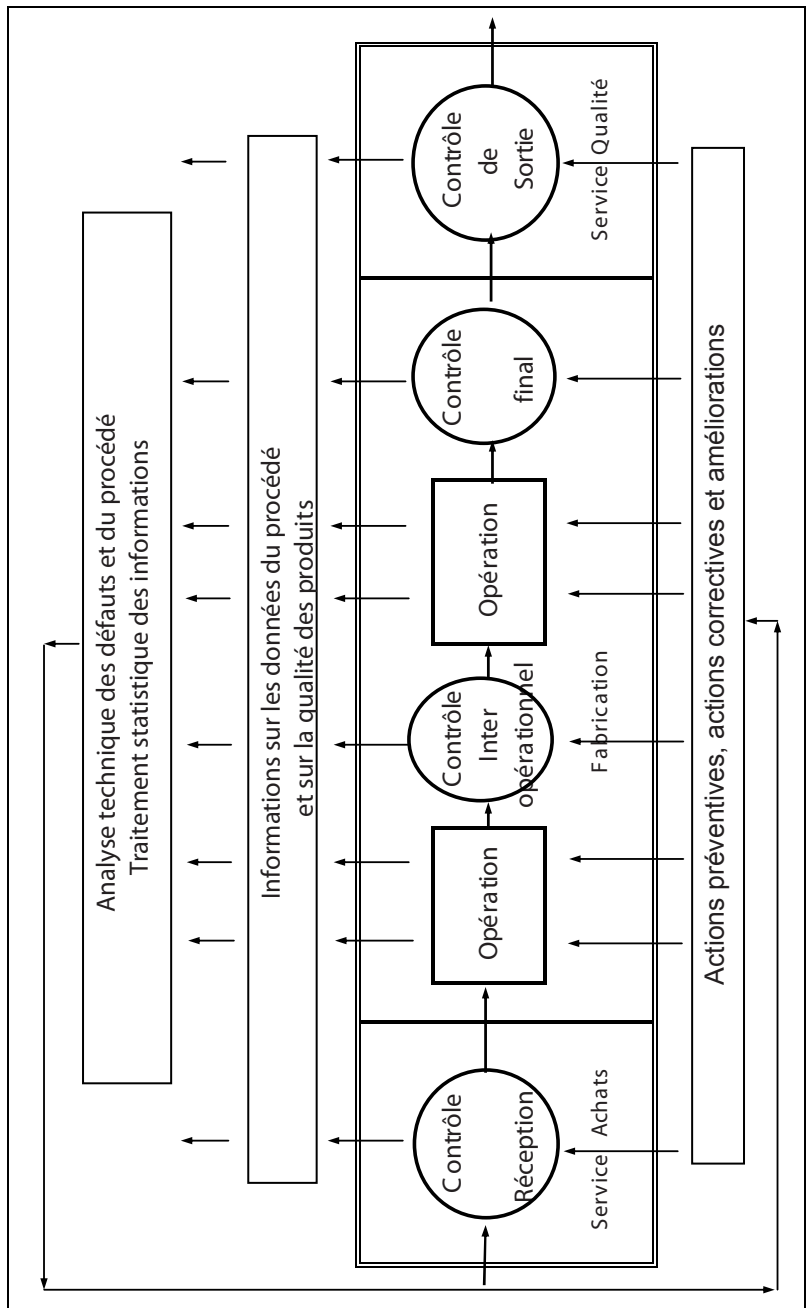 Analyse technique des défauts et du procédé
Traitement statistique des informations
Informations sur les données du procédé
et sur la qualité des produits
Contrôle
Réception
Service Achats
Opération
Contrôle
Inter
opérationnel
Opération
Contrôle
final
Fabrication
Contrôle
de
Sortie
Service Qualité
Actions préventives, actions correctives et améliorations